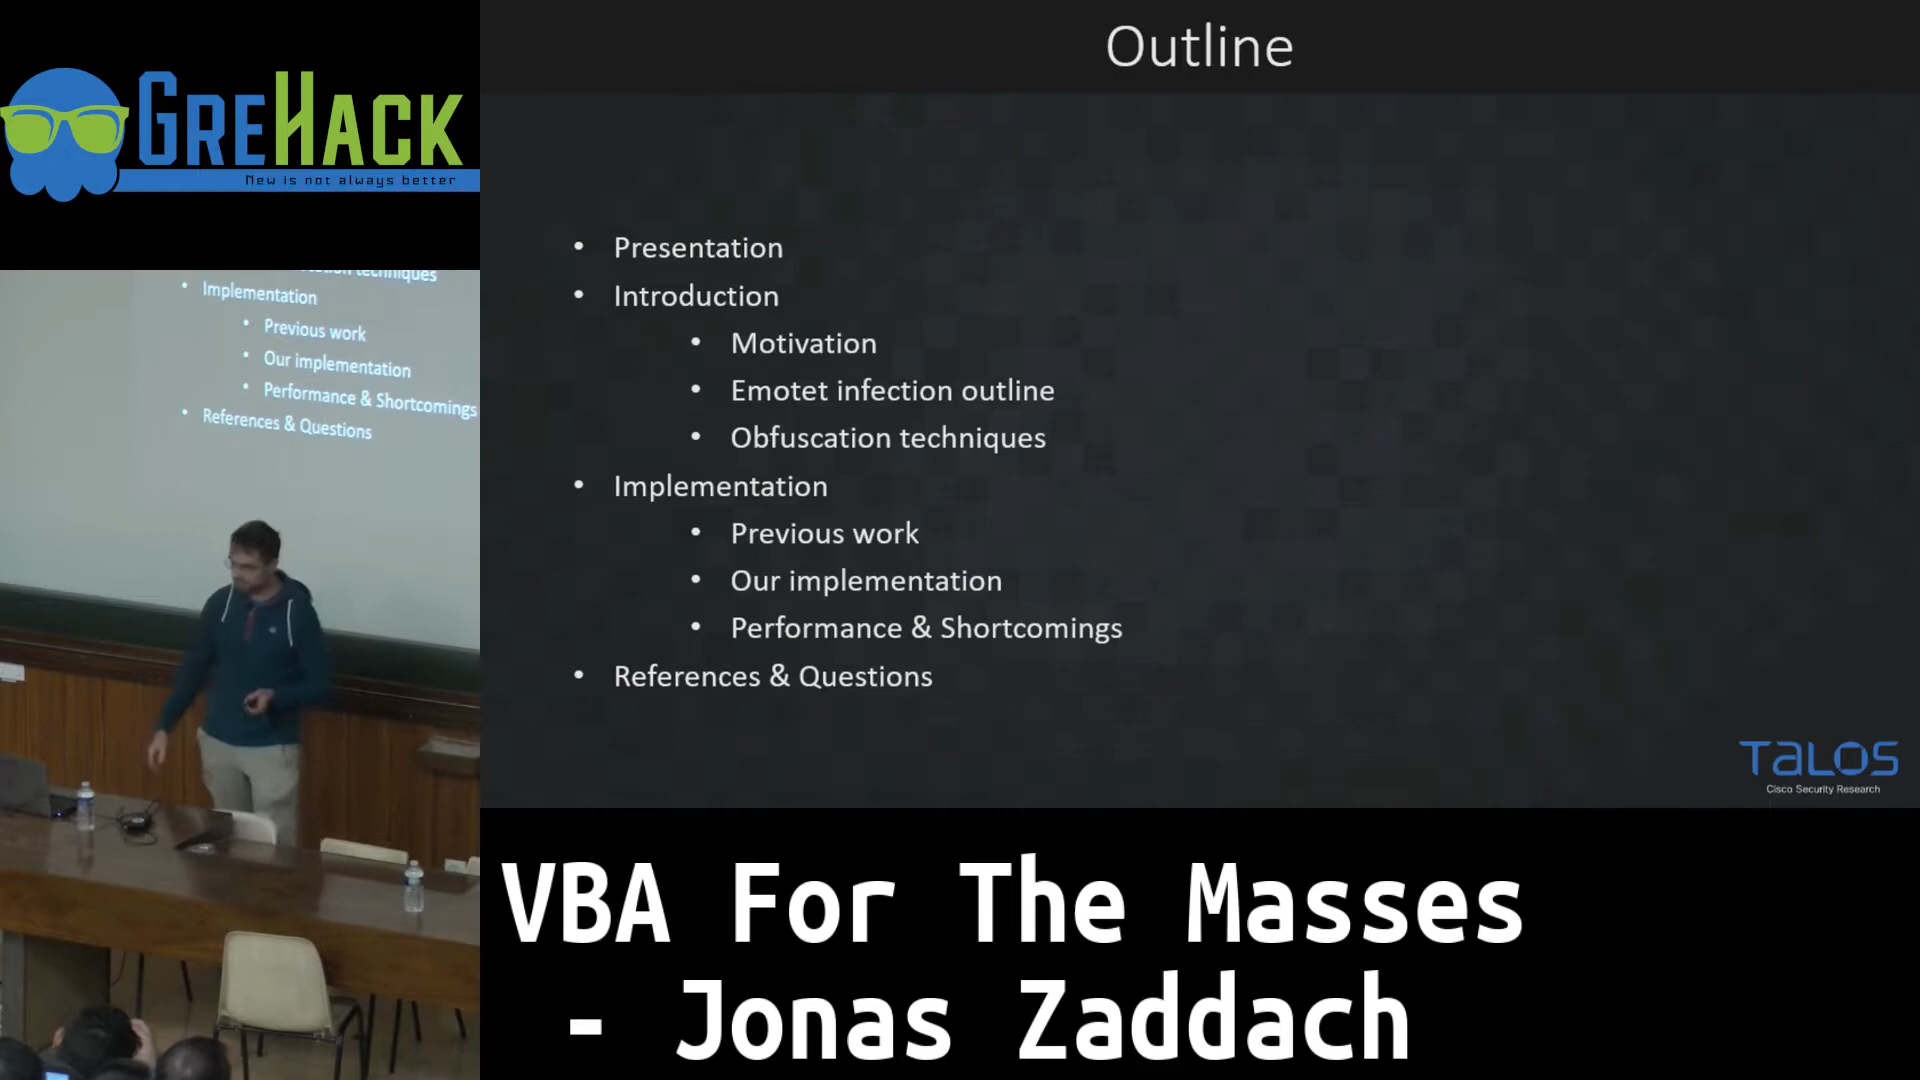 GREHACK
New is not always better
techniques
• Implementation
• Previous work
• Our implementation
• Performance & Shortcomings
• References & Questions
Outline
• Presentation
• Introduction
• Motivation
• Emotet infection outline
• Obfuscation techniques
• Implementation
• Previous work
• Our implementation
• Performance & Shortcomings
• References & Questions
TALOS
Cisco Security Research
VBA For The Masses
- Jonas Zaddach